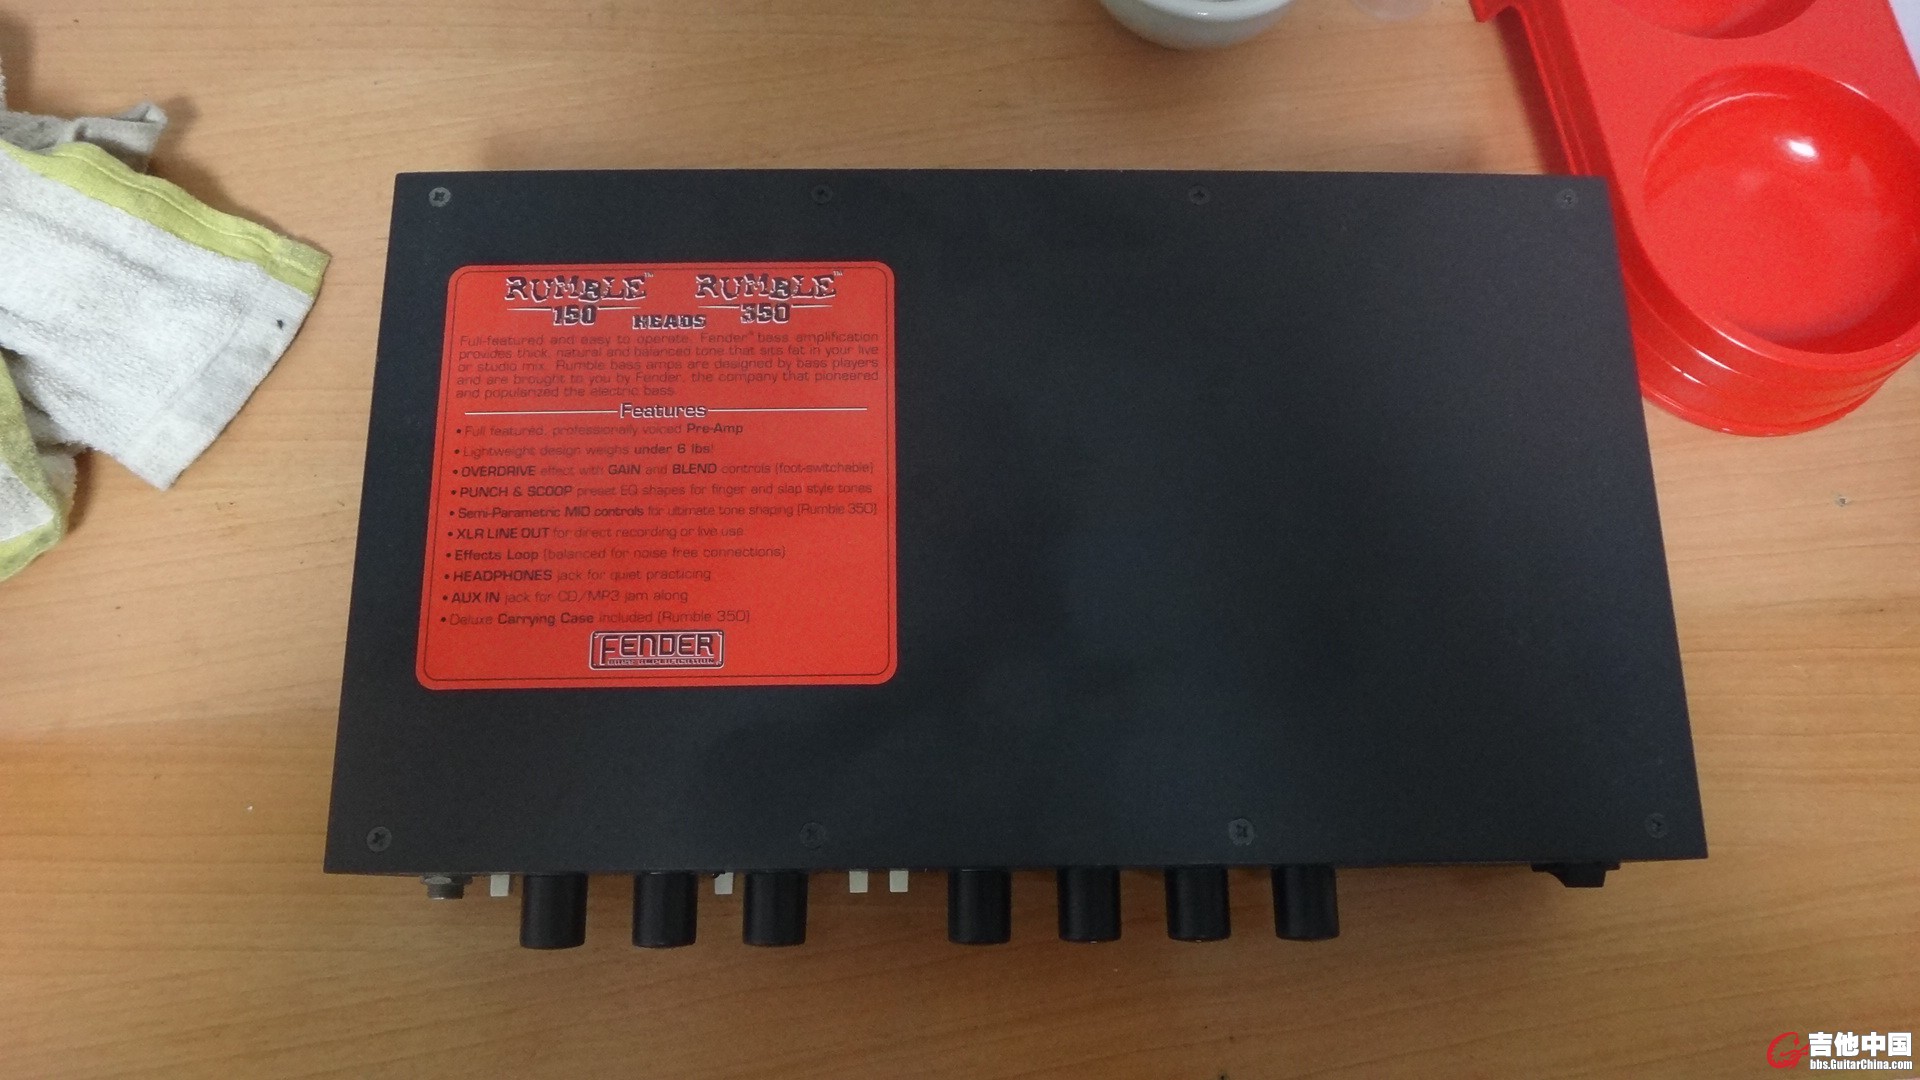 RUMBLE™ RUMBLE™
150 HEADS 350
Full-featured and easy to operate, Fender® bass amplification
provides thick, natural and balanced tone that sits fat in your live
or studio mix. Rumble bass amps are designed by bass players
and are brought to you by Fender, the company that pioneered
and popularized the electric bass.
Features
• Full featured, professionally voiced Pre-Amp
• Lightweight design weighs under 6 lbs!
• OVERDRIVE effect with GAIN and BLEND controls (foot-switchable)
• PUNCH & SCOOP preset EQ shapes for finger and slap style tones
• Semi-Parametric MID controls for ultimate tone shaping (Rumble 350)
• XLR LINE OUT for direct recording or live use
• Effects Loop (balanced for noise free connections)
• HEADPHONES jack for quiet practicing
• AUX IN jack for CD/MP3 jam along
• Deluxe Carrying Case included (Rumble 350)
FENDER
BASS AMPLIFICATION
吉他中国
bbs.GuitarChina.com